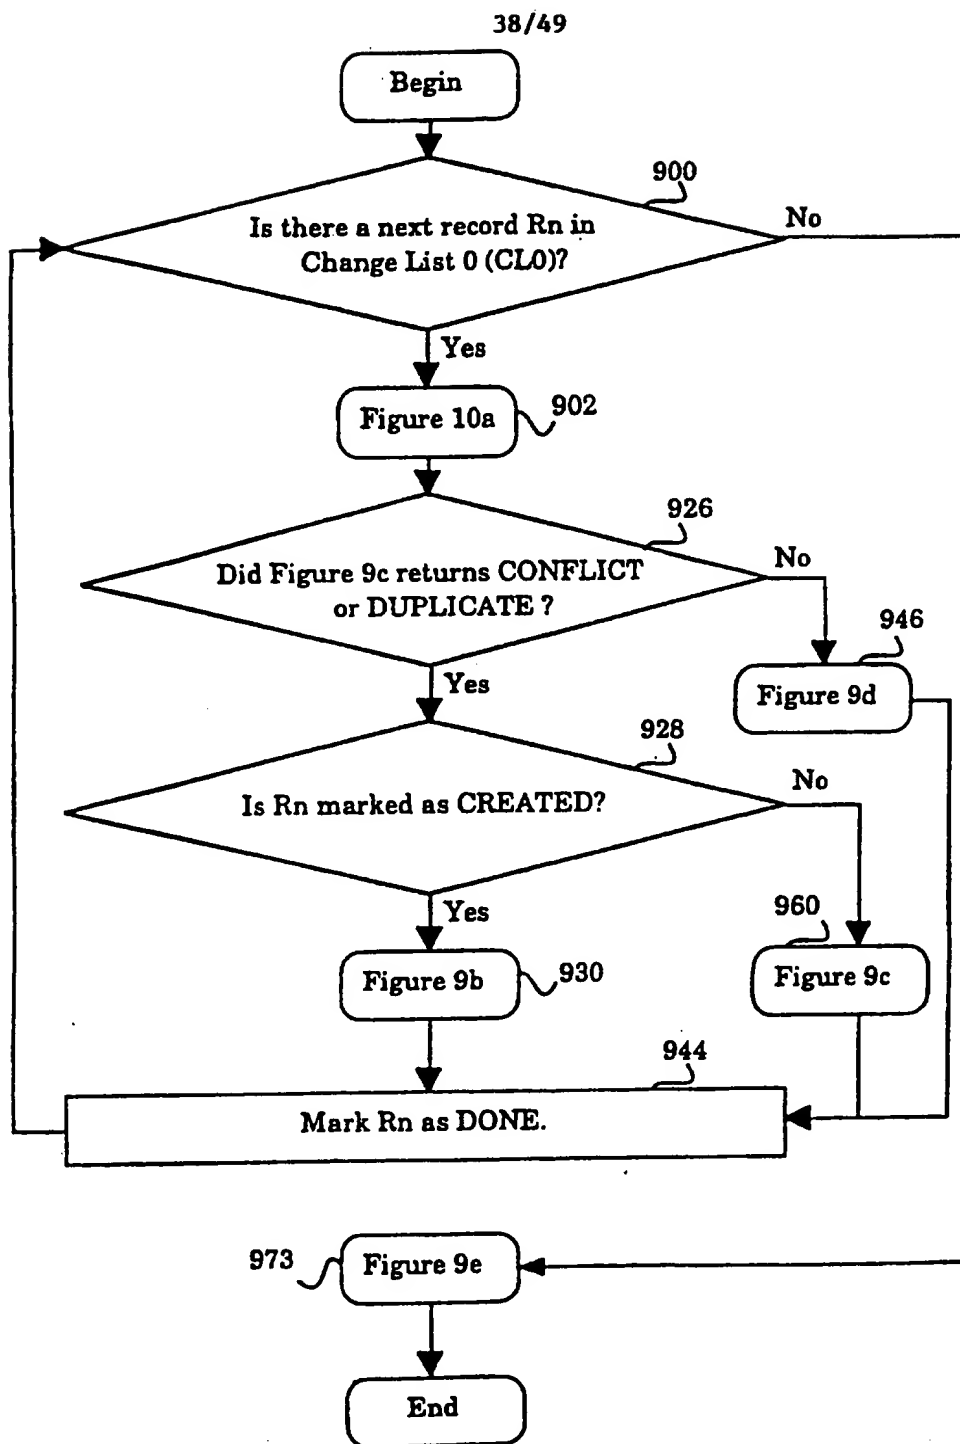 38/49
Begin
900
Is there a next record Rn in
Change List 0 (CL0)?
No
Yes
Figure 10a
902
926
Did Figure 9c returns CONFLICT
or DUPLICATE ?
No
946
Figure 9d
Yes
928
Is Rn marked as CREATED?
No
Yes
960
Figure 9b
930
Figure 9c
944
Mark Rn as DONE.
973
Figure 9e
End